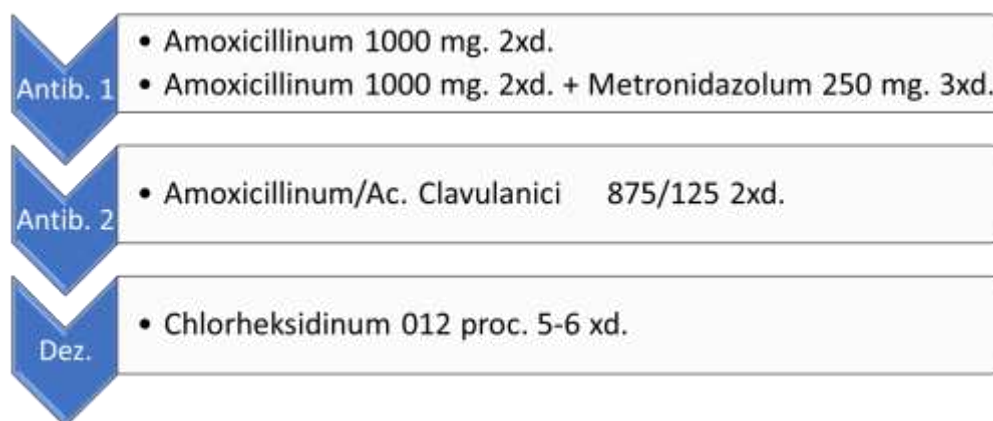 Antib. 1
• Amoxicillinum 1000 mg. 2xd.
• Amoxicillinum 1000 mg. 2xd. + Metronidazolum 250 mg. 3xd.
Antib. 2
• Amoxicillinum/Ac. Clavulanici 875/125 2xd.
Dez.
• Chlorheksidinum 012 proc. 5-6 xd.